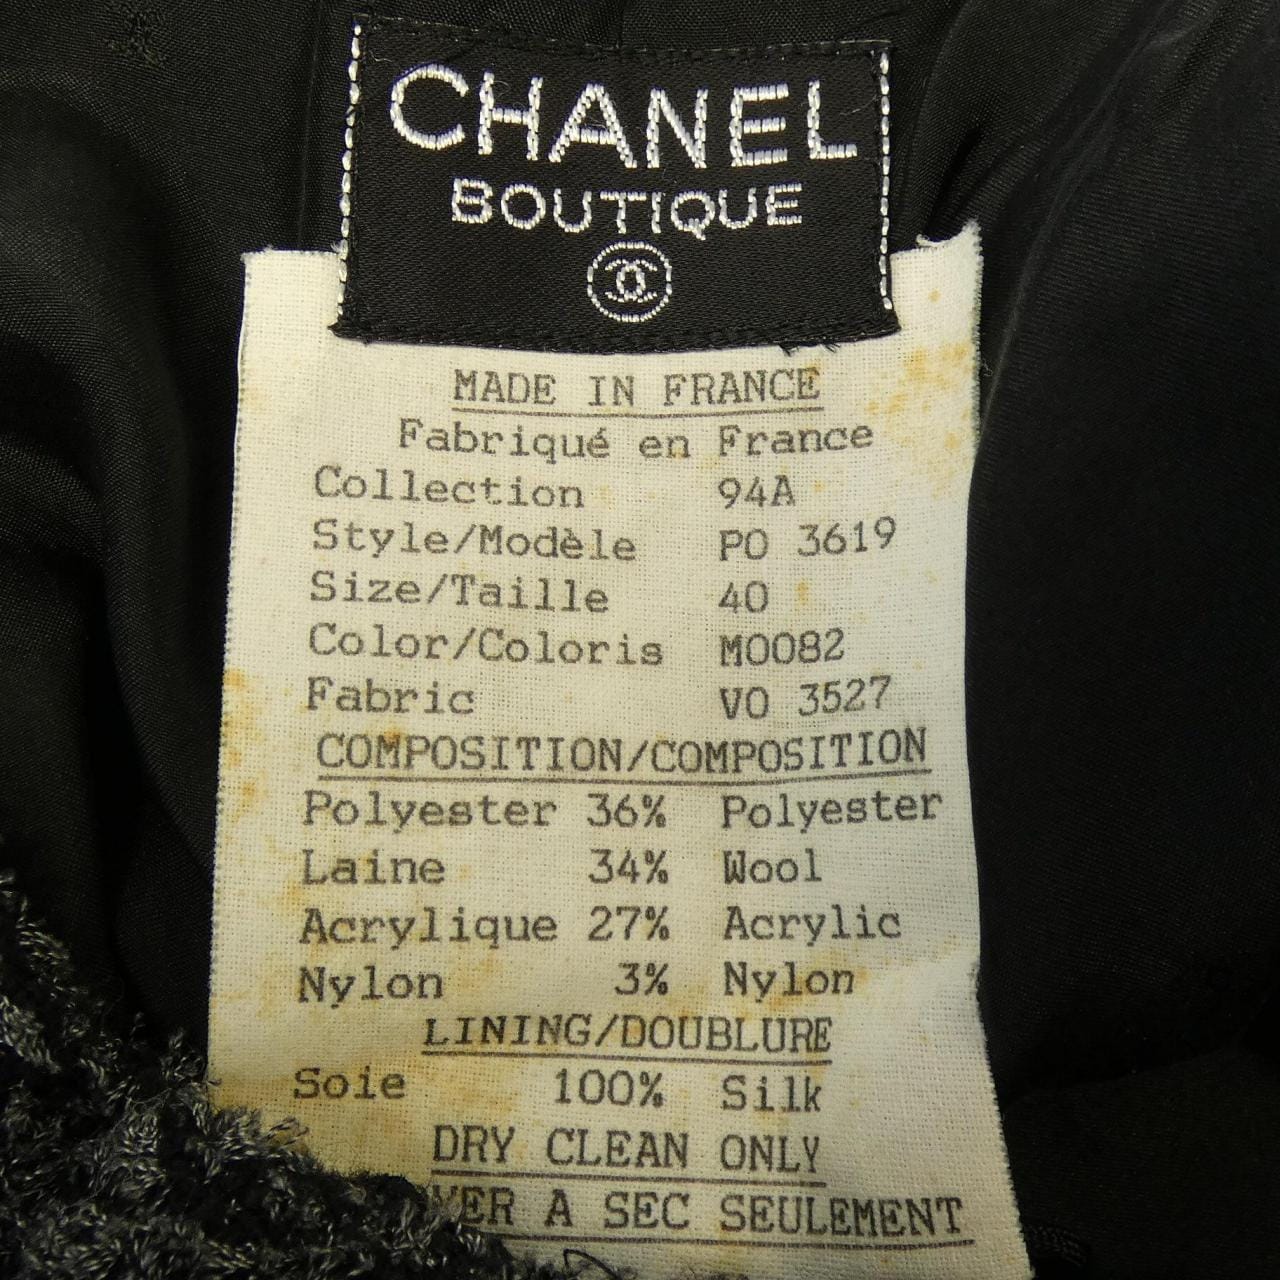 CHANEL
BOUTIQUE
MADE IN FRANCE
Fabriqué en France
Collection 94A
Style/Modèle PO 3619
Size/Taille 40
Color/Coloris M0082
Fabric VO 3527
COMPOSITION/COMPOSITION
Polyester 36% Polyester
Laine 34% Wool
Acrylique 27% Acrylic
Nylon 3% Nylon
LINING/DOUBLURE
Soie 100% Silk
DRY CLEAN ONLY
A SEC SEULEMENT